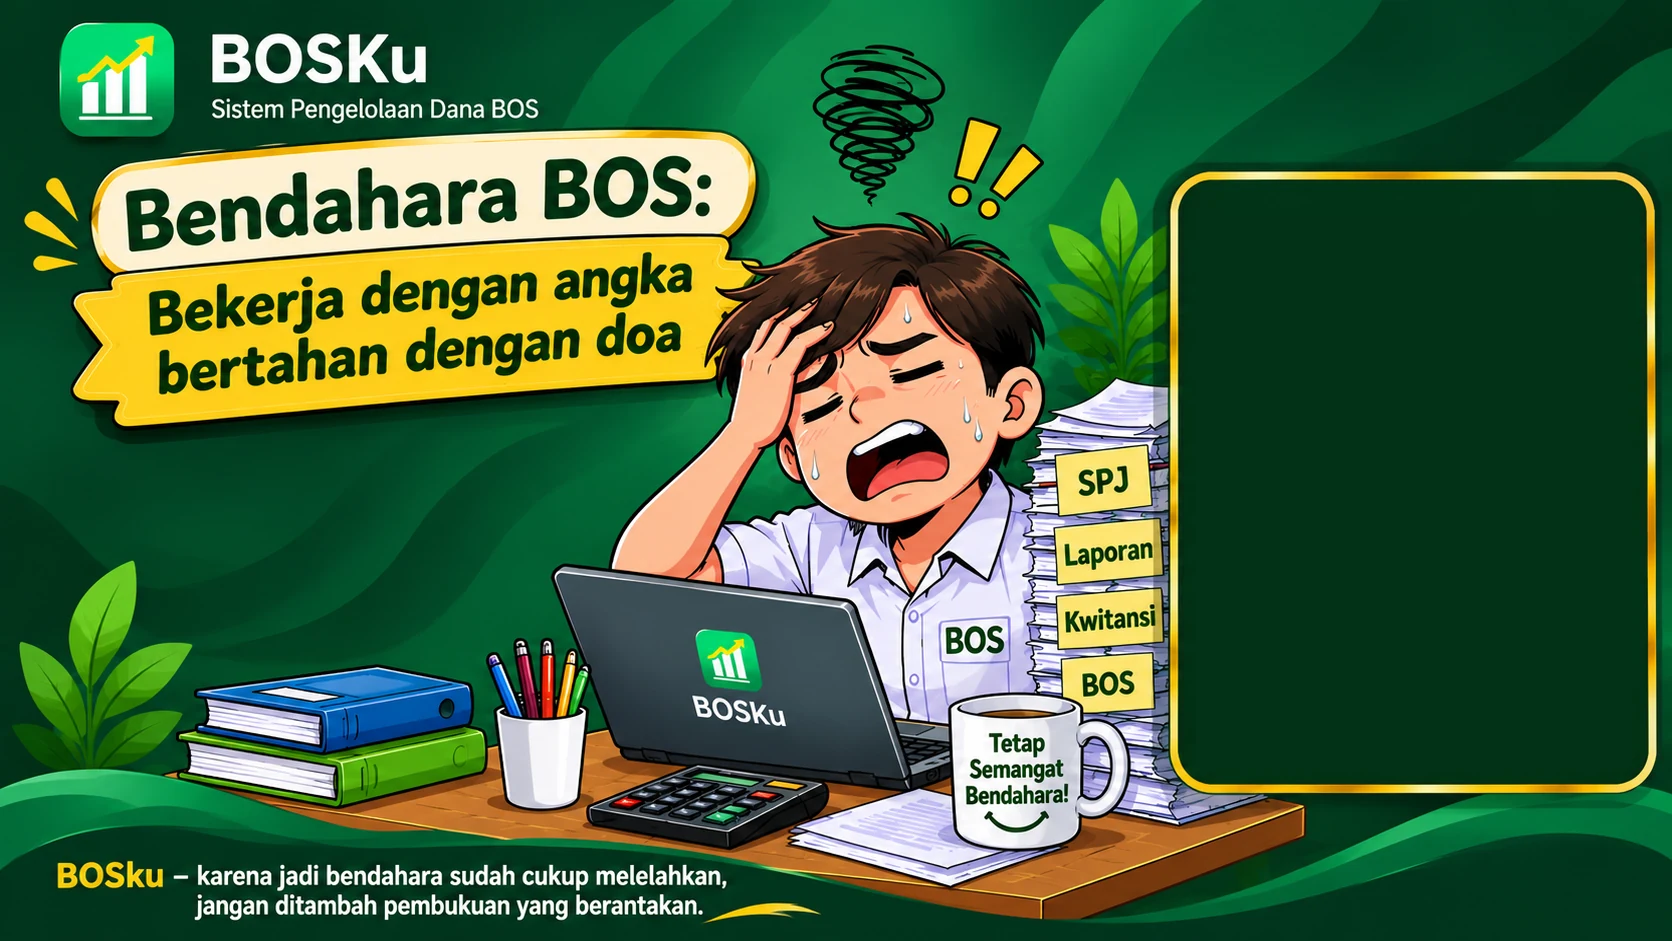 BOSKu
Sistem Pengelolaan Dana BOS
Bendahara BOS:
Bekerja dengan angka
bertahan dengan doa
SPJ
Laporan
Kwitansi
BOS
BOS
BOSKu
Tetap
Semangat
Bendahara!
BOSku – karena jadi bendahara sudah cukup melelahkan,
jangan ditambah pembukuan yang berantakan.